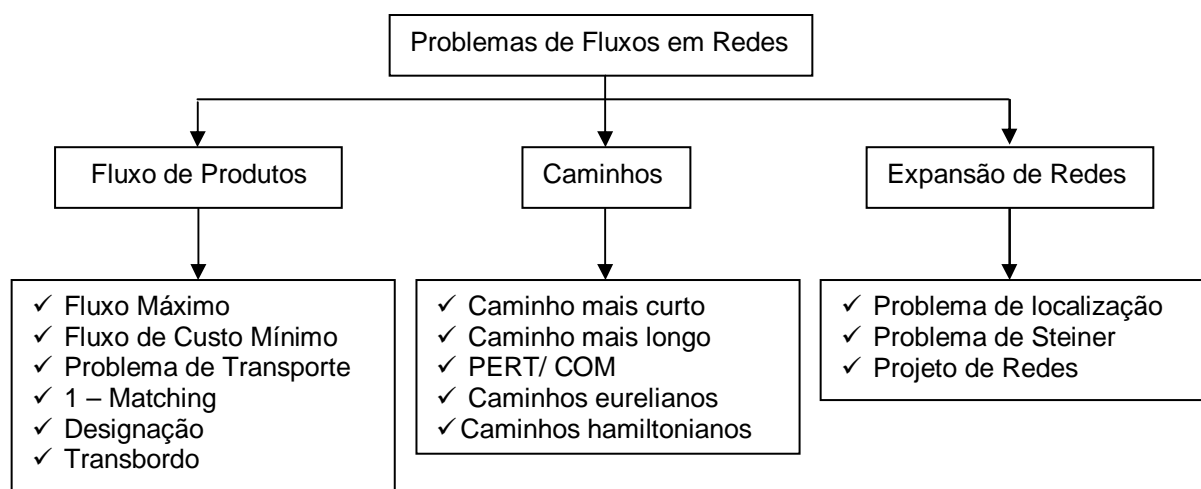 Problemas de Fluxos em Redes
Fluxo de Produtos
Caminhos
Expansão de Redes
✓ Fluxo Máximo
✓ Fluxo de Custo Mínimo
✓ Problema de Transporte
✓ 1 – Matching
✓ Designação
✓ Transbordo
✓ Caminho mais curto
✓ Caminho mais longo
✓ PERT/ COM
✓ Caminhos eurelianos
✓ Caminhos hamiltonianos
✓ Problema de localização
✓ Problema de Steiner
✓ Projeto de Redes